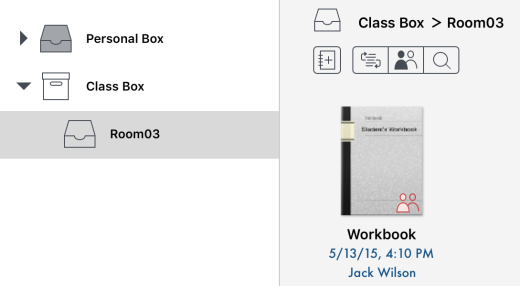 Personal Box
Class Box
Room03
Class Box > Room03
Student's Workbook
Workbook
5/13/15, 4:10 PM
Jack Wilson